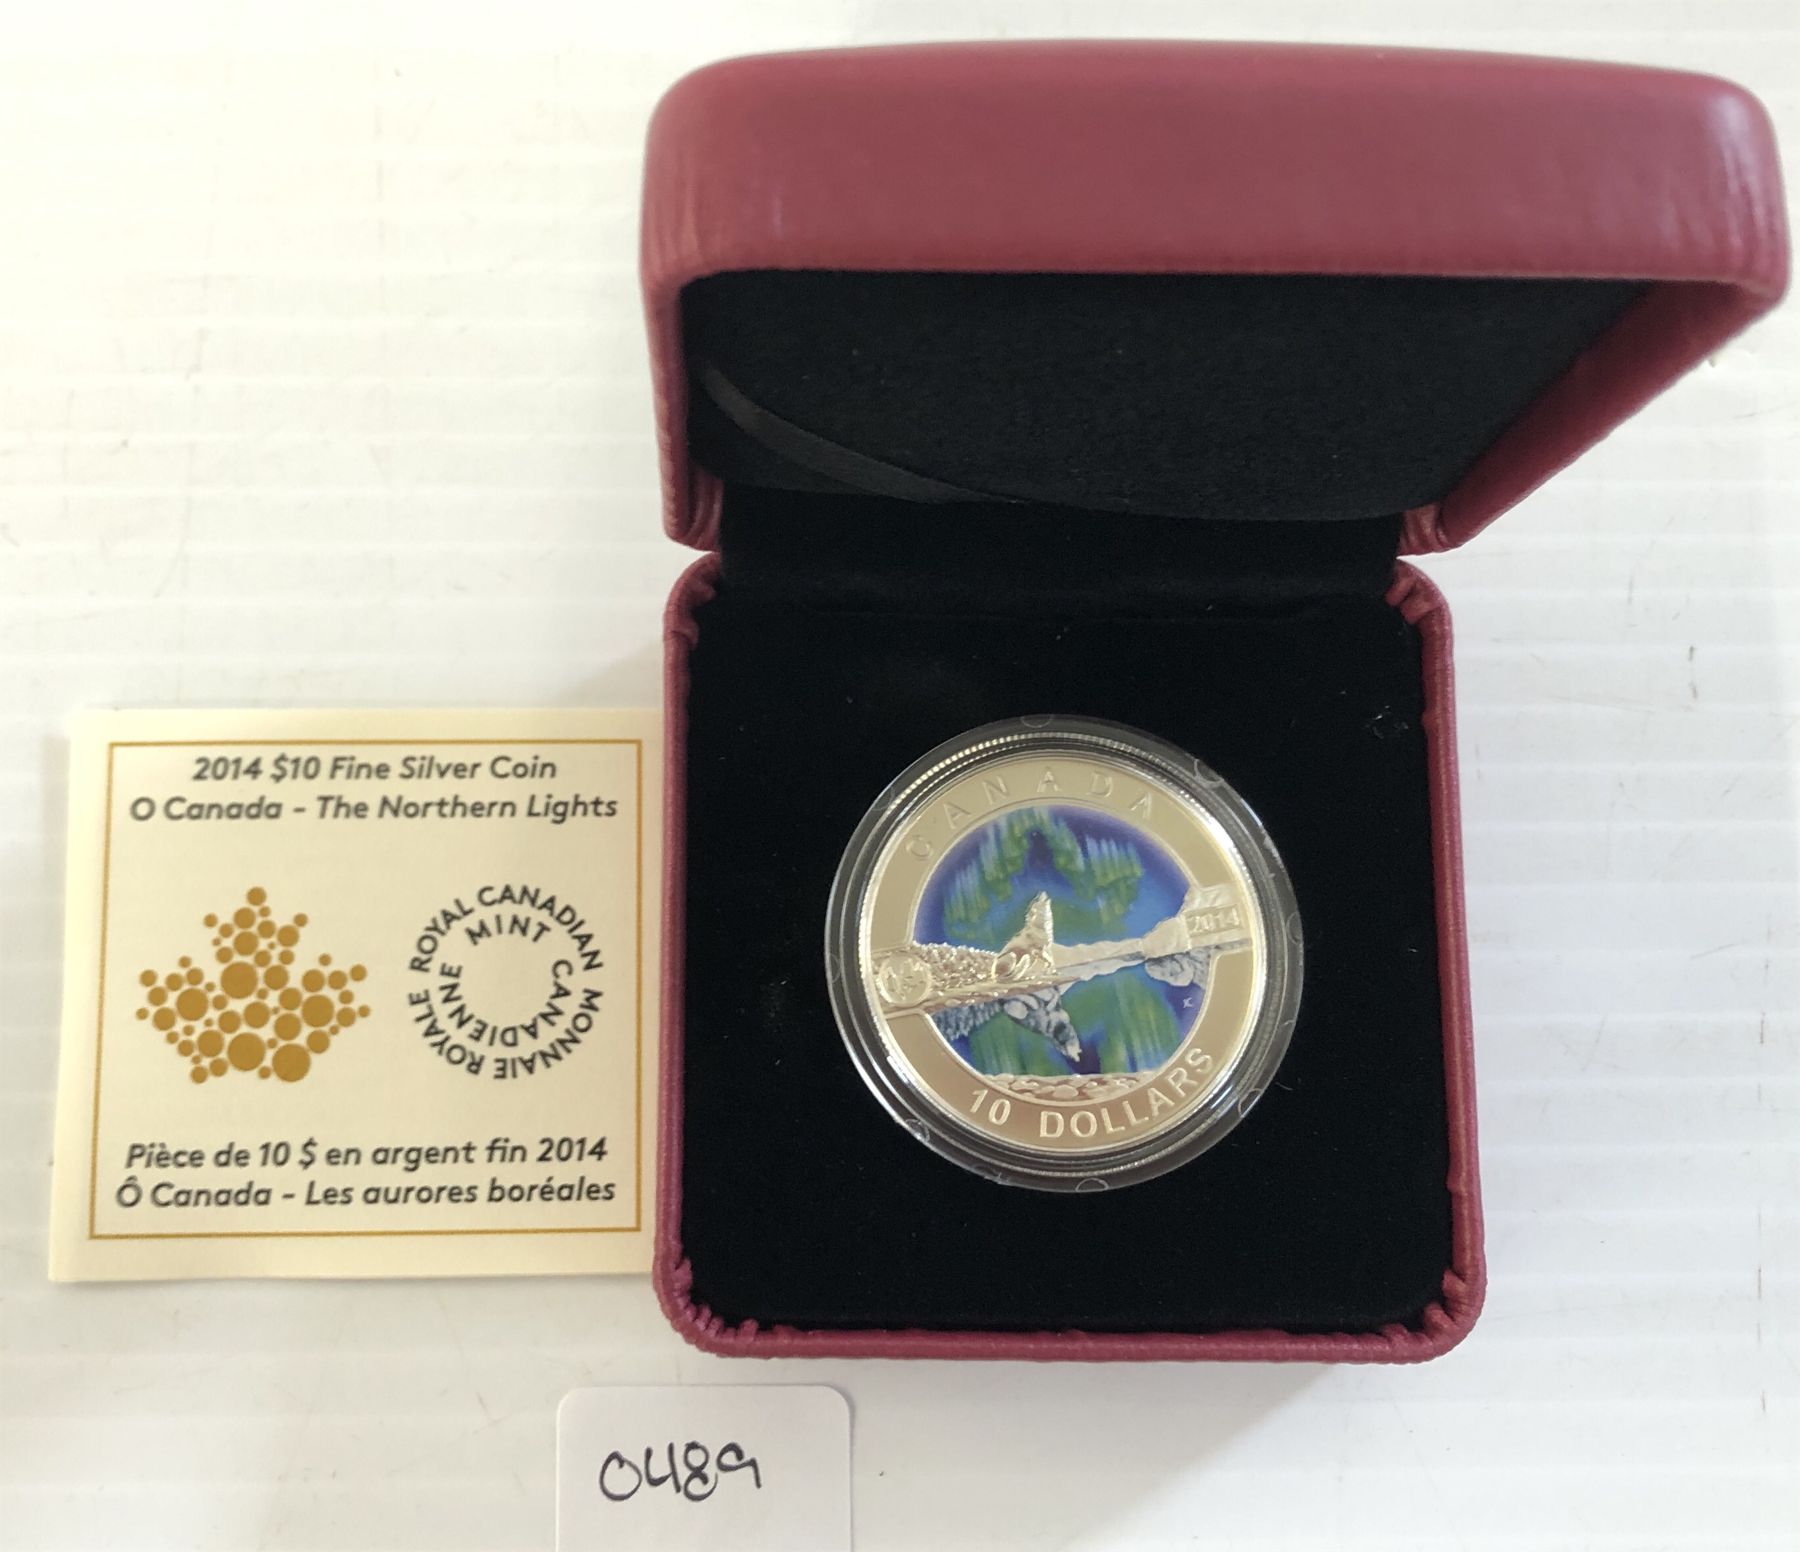 2014 $10 Fine Silver Coin
O Canada - The Northern Lights
ROYAL CANADIAN MINT
MONNAIE ROYALE CANADIENNE
Pièce de 10 $ en argent fin 2014
Ô Canada - Les aurores boréales
CANADA
2014
JC
10 DOLLARS
0489